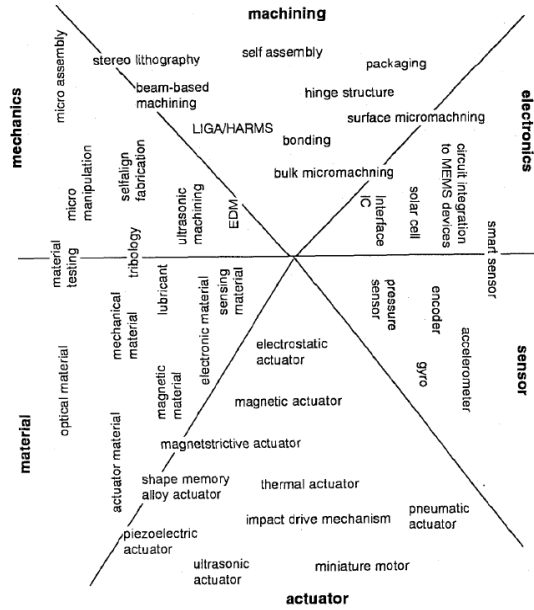 machining
stereo lithography
self assembly
packaging
beam-based
machining
hinge structure
LIGA/HARMS
surface micromachning
bonding
bulk micromachning
mechanics
micro assembly
micro
manipulation
selfalign
fabrication
ultrasonic
machining
EDM
electronics
circuit integration
to MEMS devices
solar cell
Interface
IC
smart sensor
material
testing
tribology
lubricant
mechanical
material
electronic material
sensing
material
magnetic
material
optical material
actuator material
material
pressure
sensor
encoder
accelerometer
gyro
sensor
electrostatic
actuator
magnetic actuator
magnetstrictive actuator
shape memory
alloy actuator
thermal actuator
impact drive mechanism
pneumatic
actuator
piezoelectric
actuator
ultrasonic
actuator
miniature motor
actuator